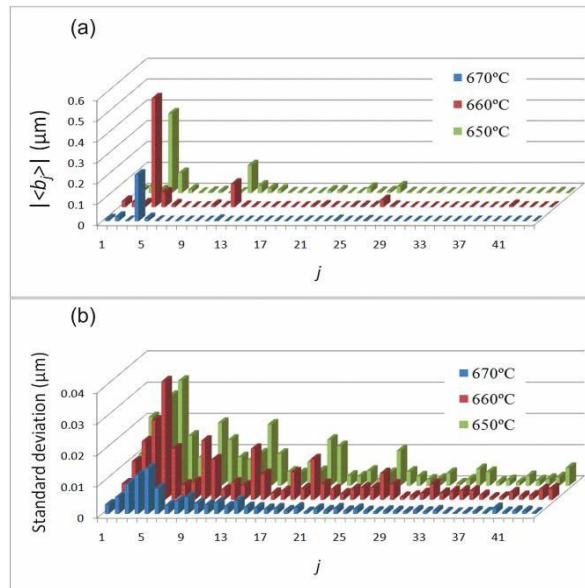 (a)
|<bj>| (μm)
0.6
0.5
0.4
0.3
0.2
0.1
0
670ºC
660ºC
650ºC
1 5 9 13 17 21 25 29 33 37 41
j
(b)
Standard deviation (μm)
0.04
0.03
0.02
0.01
0
670ºC
660ºC
650ºC
1 5 9 13 17 21 25 29 33 37 41
j